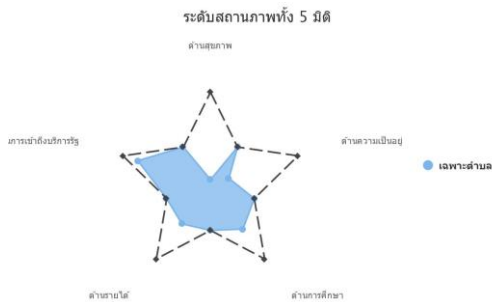 ระดับสถานภาพทั้ง 5 มิติ
ด้านสุขภาพ
นการเข้าถึงบริการรัฐ
ด้านความเป็นอยู่
เฉพาะตำบล
ด้านรายได้
ด้านการศึกษา